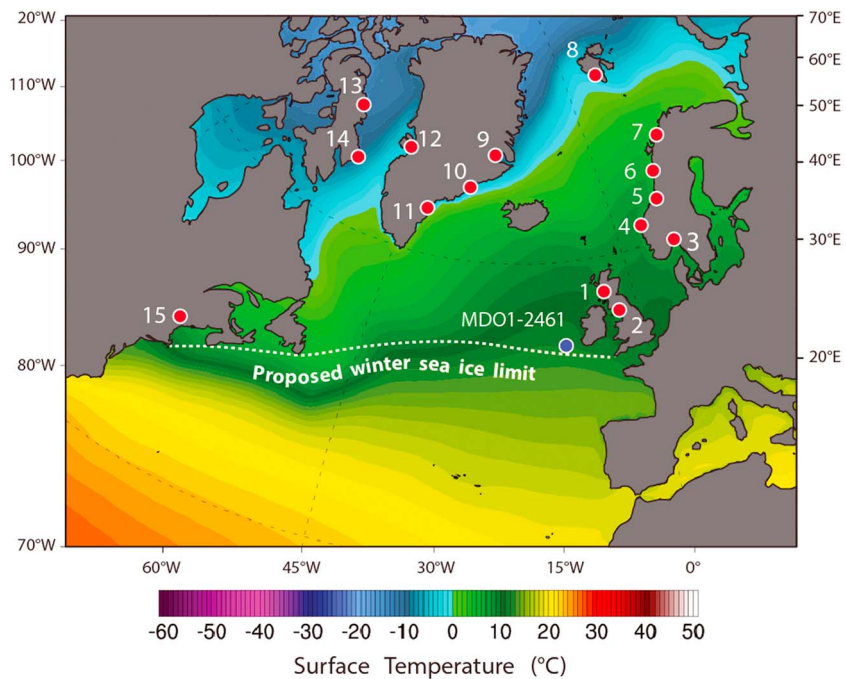 20°W
110°W
100°W
90°W
80°W
70°W
70°E
60°E
50°E
40°E
30°E
20°E
8
13
7
14
12
9
6
10
5
11
4
3
1
MD01-2461
2
15
Proposed winter sea ice limit
60°W 45°W 30°W 15°W 0°
-60 -50 -40 -30 -20 -10 0 10 20 30 40 50
Surface Temperature (°C)